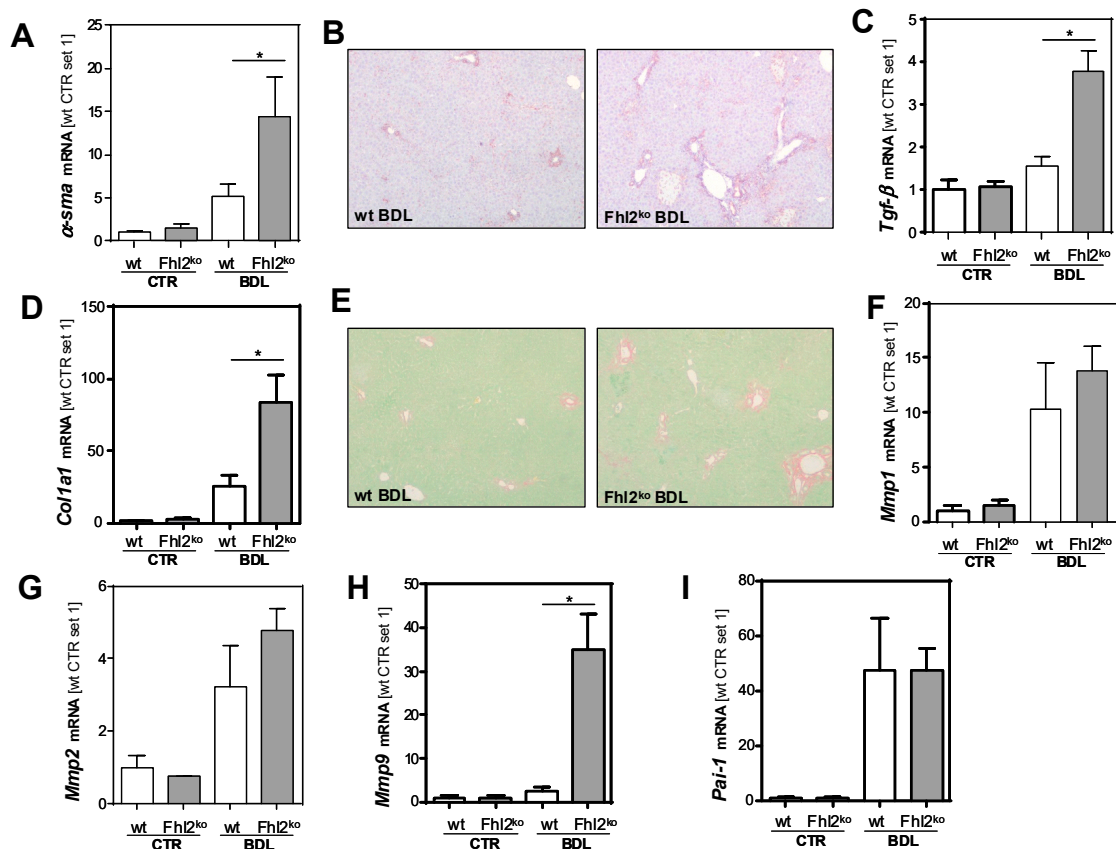 A
α-sma mRNA [wt CTR set 1]
25
20
15
10
5
0
*
wt Fhl2ko wt Fhl2ko
CTR BDL
B
wt BDL
Fhl2ko BDL
C
Tgf-β mRNA [wt CTR set 1]
5
4
3
2
1
0
*
wt Fhl2ko wt Fhl2ko
CTR BDL
D
Col1a1 mRNA [wt CTR set 1]
150
100
50
0
*
wt Fhl2ko wt Fhl2ko
CTR BDL
E
wt BDL
Fhl2ko BDL
F
Mmp1 mRNA [wt CTR set 1]
20
15
10
5
0
wt Fhl2ko wt Fhl2ko
CTR BDL
G
Mmp2 mRNA [wt CTR set 1]
6
4
2
0
wt Fhl2ko wt Fhl2ko
CTR BDL
H
Mmp9 mRNA [wt CTR set 1]
50
40
30
20
10
0
*
wt Fhl2ko wt Fhl2ko
CTR BDL
I
Pai-1 mRNA [wt CTR set 1]
80
60
40
20
0
wt Fhl2ko wt Fhl2ko
CTR BDL